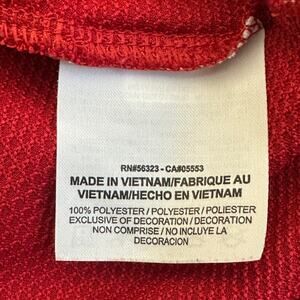 RN#56323 - CA#05553
MADE IN VIETNAM/FABRIQUE AU
VIETNAM/HECHO EN VIETNAM
100% POLYESTER / POLYESTER / POLIESTER
EXCLUSIVE OF DECORATION / DECORATION
NON COMPRISE / NO INCLUYE LA
DECORACION